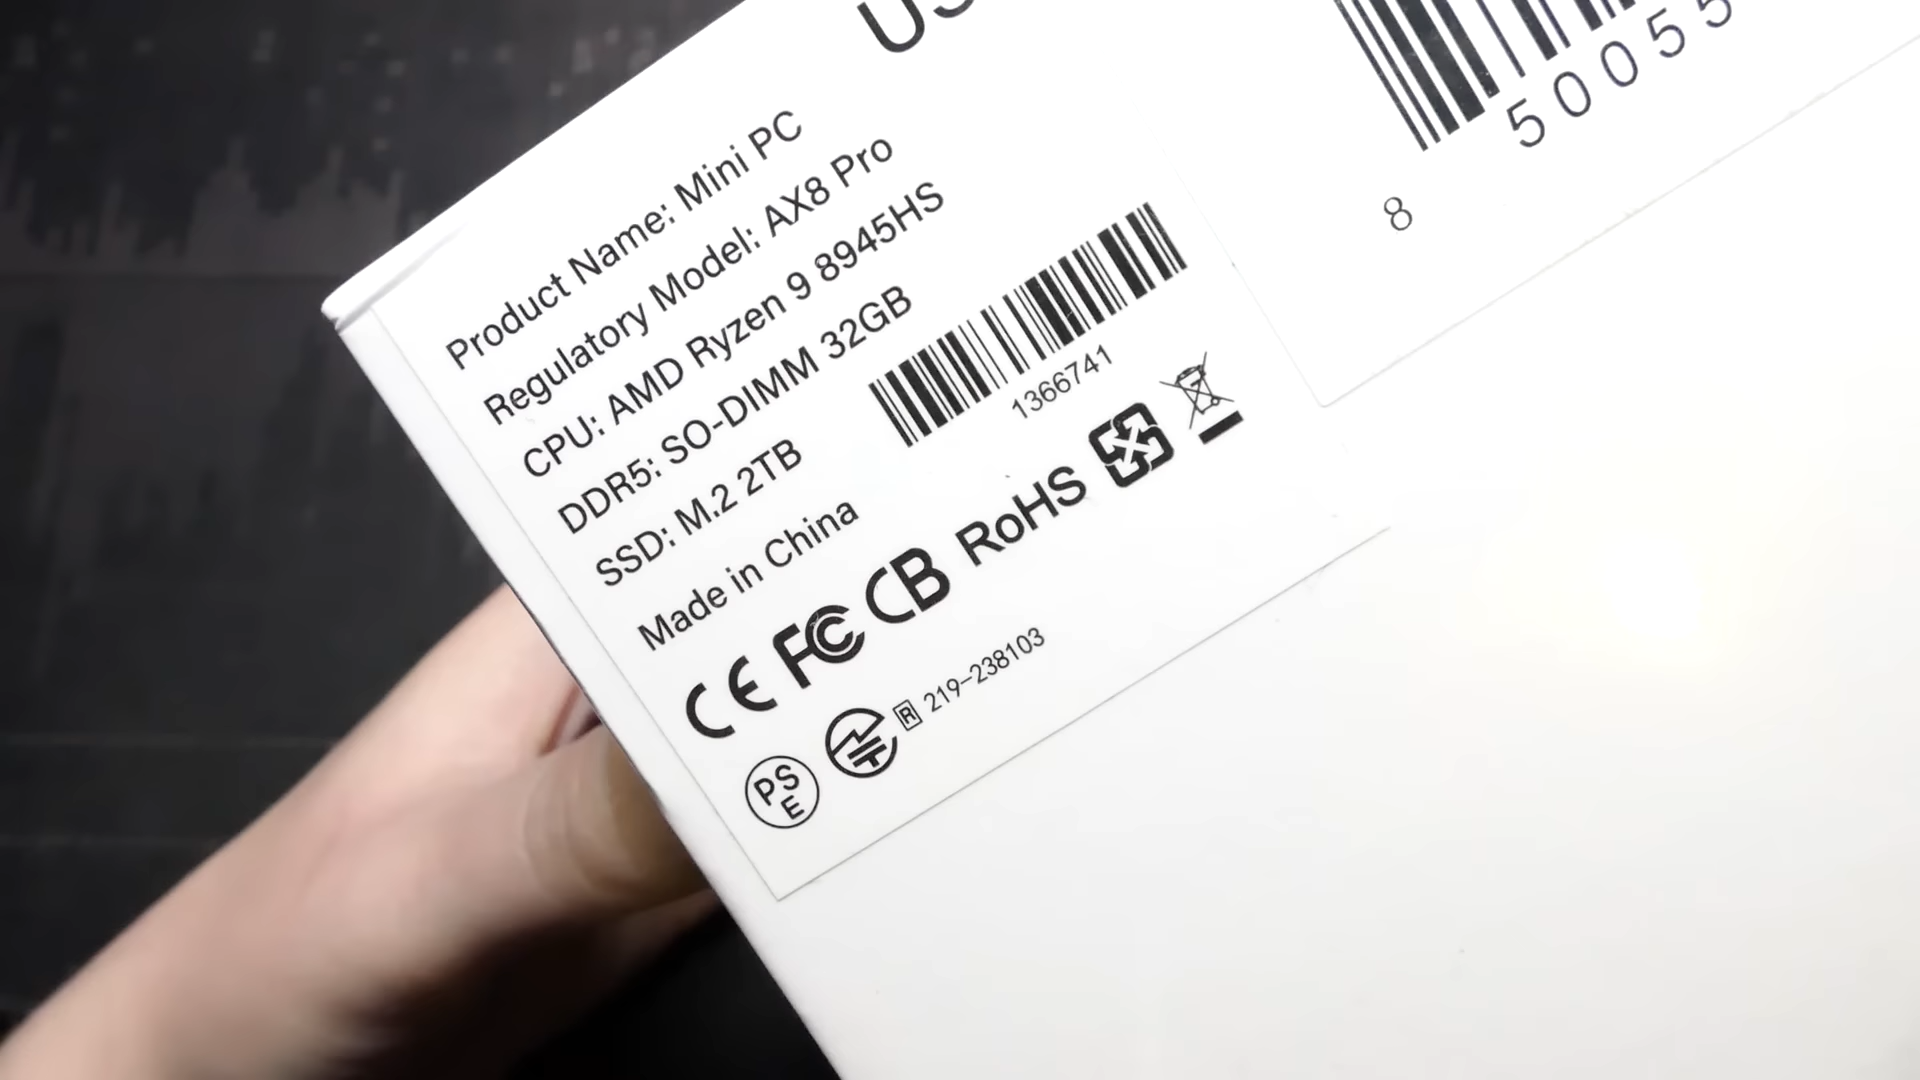 US
Product Name: Mini PC
Regulatory Model: AX8 Pro
CPU: AMD Ryzen 9 8945HS
DDR5: SO-DIMM 32GB
SSD: M.2 2TB
Made in China
1366741
CE FC CB RoHS
PSE R 219-238103
8
50055